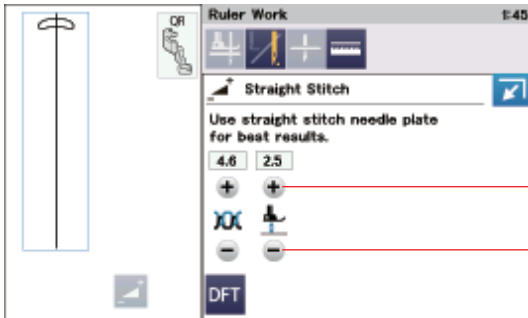 QR
Ruler Work
1:45
Straight Stitch
Use straight stitch needle plate
for best results.
4.6 2.5
DFT